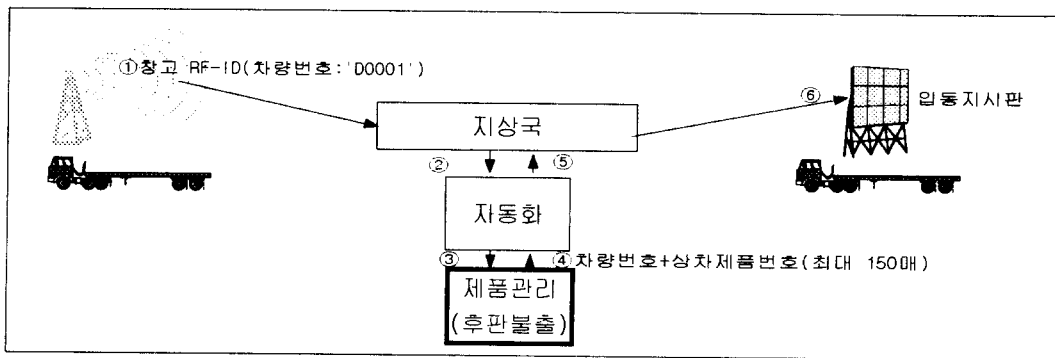 ①창고 RF-ID(차량번호:'D0001')
지상국
⑥
입동지시판
②
⑤
자동화
③
④차량번호+상차제품번호(최대 150매)
제품관리
(후판불출)